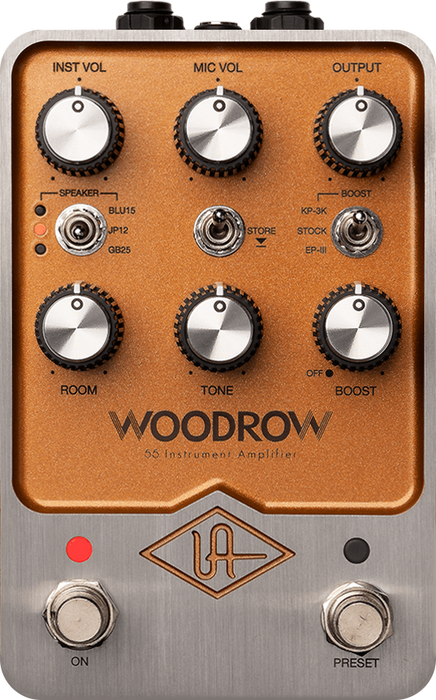 INST VOL MIC VOL OUTPUT
SPEAKER BOOST
BLU15 KP-3K
JP12 STORE STOCK
GB25 EP-III
OFF
ROOM TONE BOOST
WOODROW
55 Instrument Amplifier
UA
ON PRESET